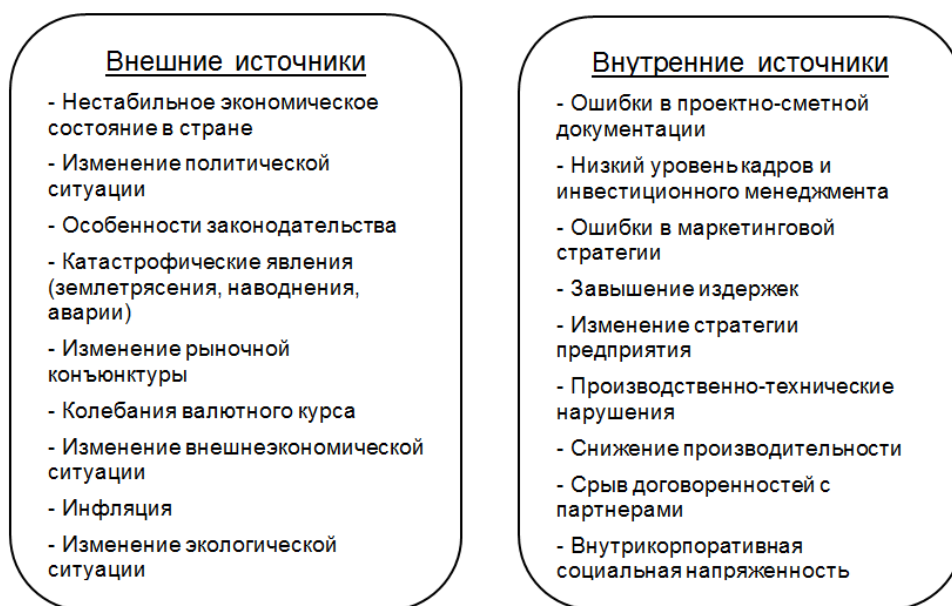 Внешние источники
- Нестабильное экономическое
состояние в стране
- Изменение политической
ситуации
- Особенности законодательства
- Катастрофические явления
(землетрясения, наводнения,
аварии)
- Изменение рыночной
конъюнктуры
- Колебания валютного курса
- Изменение внешнеэкономической
ситуации
- Инфляция
- Изменение экологической
ситуации
Внутренние источники
- Ошибки в проектно-сметной
документации
- Низкий уровень кадров и
инвестиционного менеджмента
- Ошибки в маркетинговой
стратегии
- Завышение издержек
- Изменение стратегии
предприятия
- Производственно-технические
нарушения
- Снижение производительности
- Срыв договоренностей с
партнерами
- Внутрикорпоративная
социальная напряженность